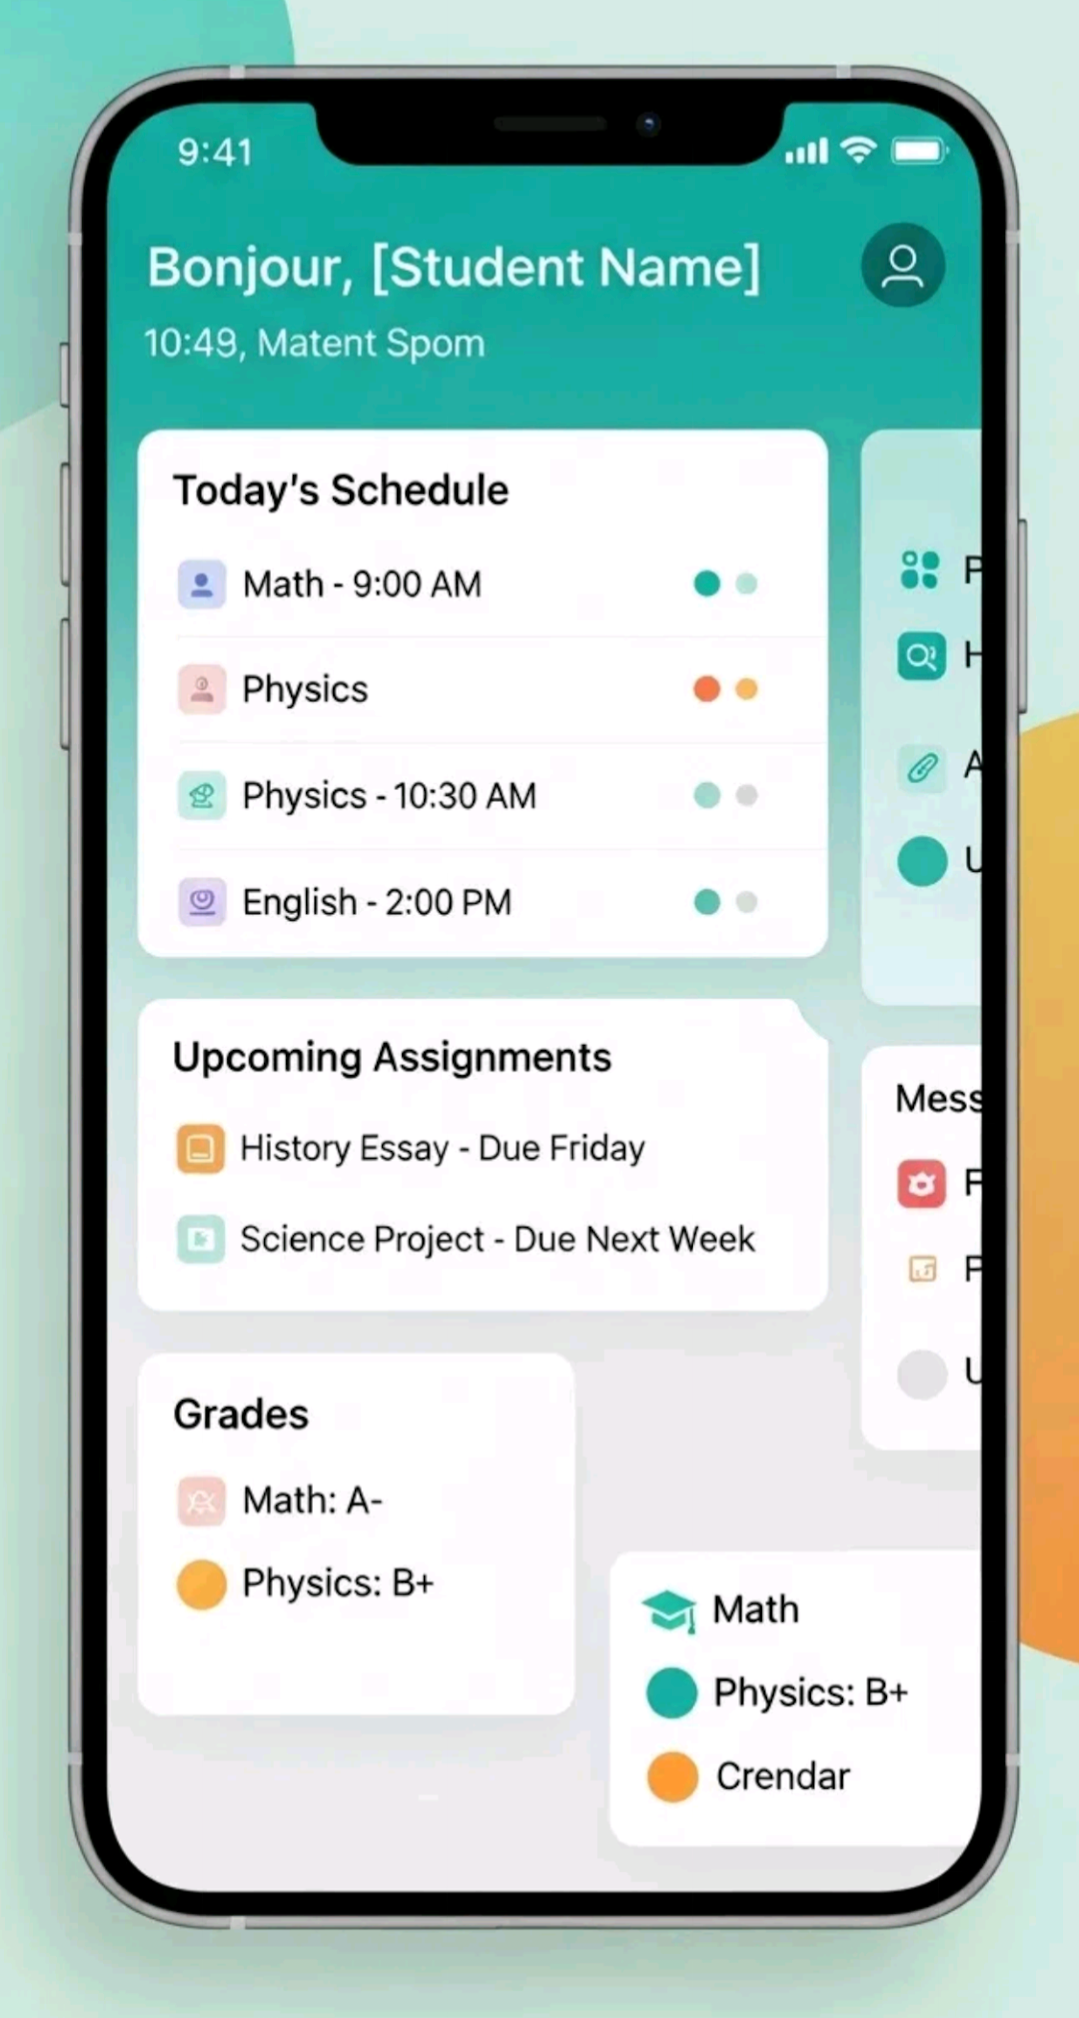 9:41
Bonjour, [Student Name]
10:49, Matent Spom
Today's Schedule
Math - 9:00 AM
Physics
Physics - 10:30 AM
English - 2:00 PM
P
H
A
U
Upcoming Assignments
History Essay - Due Friday
Science Project - Due Next Week
Mess
F
P
U
Grades
Math: A-
Physics: B+
Math
Physics: B+
Crendar